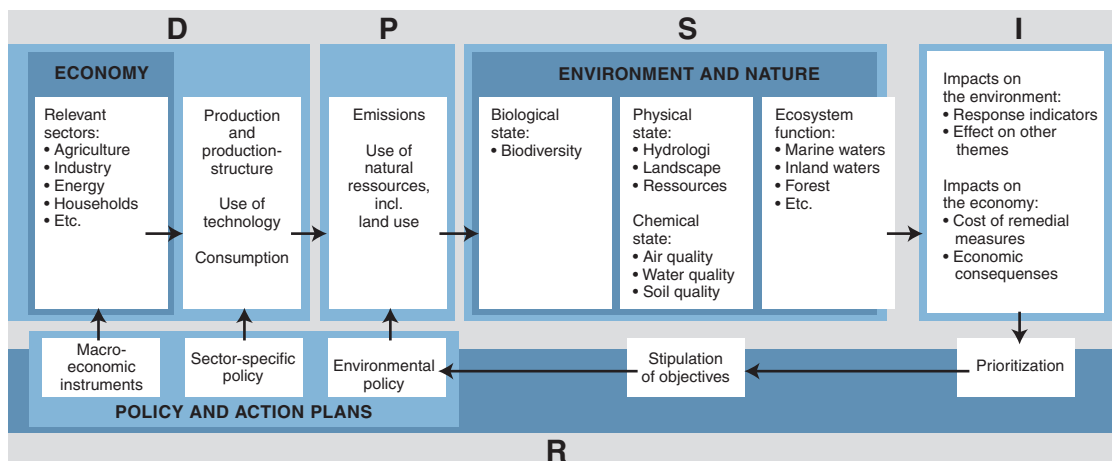 D
P
S
I
ECONOMY
Relevant
sectors:
• Agriculture
• Industry
• Energy
• Households
• Etc.
Production
and
production-
structure
Use of
technology
Consumption
Emissions
Use of
natural
ressources,
incl.
land use
ENVIRONMENT AND NATURE
Biological
state:
• Biodiversity
Physical
state:
• Hydrologi
• Landscape
• Ressources
Chemical
state:
• Air quality
• Water quality
• Soil quality
Ecosystem
function:
• Marine waters
• Inland waters
• Forest
• Etc.
Impacts on
the environment:
• Response indicators
• Effect on other
themes
Impacts on
the economy:
• Cost of remedial
measures
• Economic
consequenses
Macro-
economic
instruments
Sector-specific
policy
Environmental
policy
Stipulation
of objectives
Prioritization
POLICY AND ACTION PLANS
R